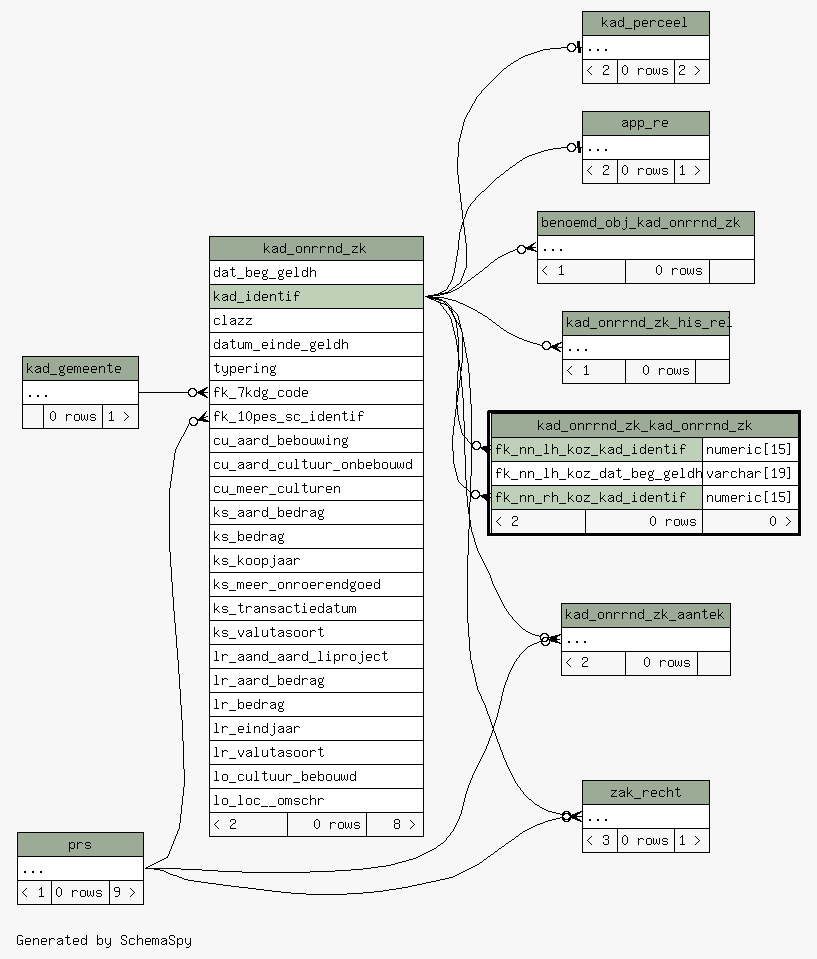 kad_perceel
...
< 2 0 rows 2 >
app_re
...
< 2 0 rows 1 >
benoemd_obj_kad_onrrnd_zk
...
< 1 0 rows
kad_onrrnd_zk
dat_beg_geldh
kad_identif
clazz
datum_einde_geldh
typering
fk_7kdg_code
fk_10pes_sc_identif
cu_aard_bebouwing
cu_aard_cultuur_onbebouwd
cu_meer_culturen
ks_aard_bedrag
ks_bedrag
ks_koopjaar
ks_meer_onroerendgoed
ks_transactiedatum
ks_valutasoort
lr_aand_aard_liproject
lr_aard_bedrag
lr_bedrag
lr_eindjaar
lr_valutasoort
lo_cultuur_bebouwd
lo_loc__omschr
< 2 0 rows 8 >
kad_onrrnd_zk_his_rel
...
< 1 0 rows
kad_gemeente
...
0 rows 1 >
kad_onrrnd_zk_kad_onrrnd_zk
fk_nn_lh_koz_kad_identif numeric[15]
fk_nn_lh_koz_dat_beg_geldh varchar[19]
fk_nn_rh_koz_kad_identif numeric[15]
< 2 0 rows 0 >
kad_onrrnd_zk_aantek
...
< 2 0 rows
zak_recht
...
< 3 0 rows 1 >
prs
...
< 1 0 rows 9 >
Generated by SchemaSpy